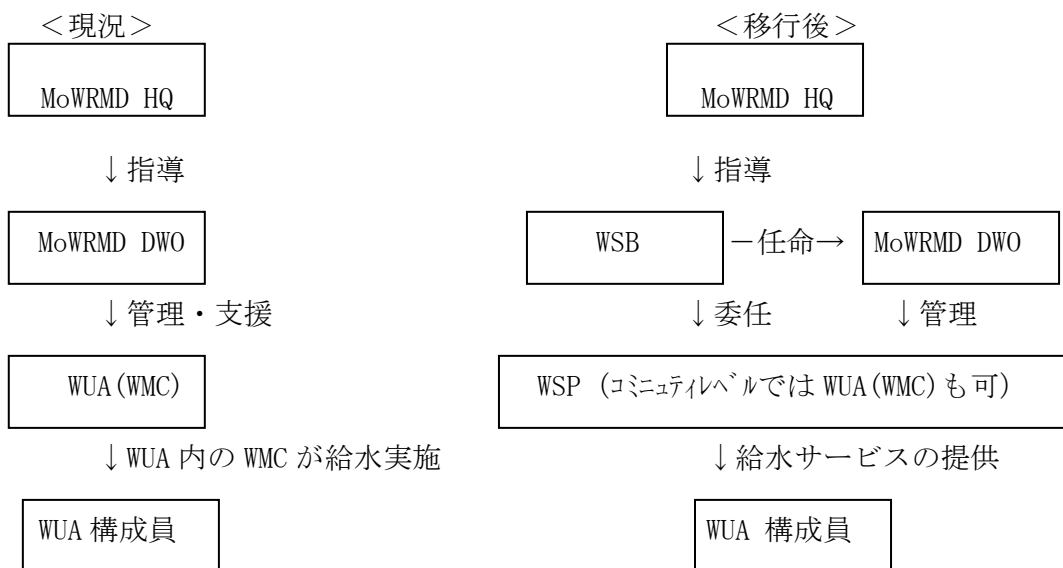 ＜現況＞ ＜移行後＞
MoWRMD HQ MoWRMD HQ
↓指導 ↓指導
MoWRMD DWO WSB －任命→ MoWRMD DWO
↓管理・支援 ↓委任 ↓管理
WUA(WMC) WSP (ｺﾐﾆｭﾃｨﾚﾍﾞﾙでは WUA(WMC)も可)
↓WUA 内の WMC が給水実施 ↓給水サービスの提供
WUA 構成員 WUA 構成員